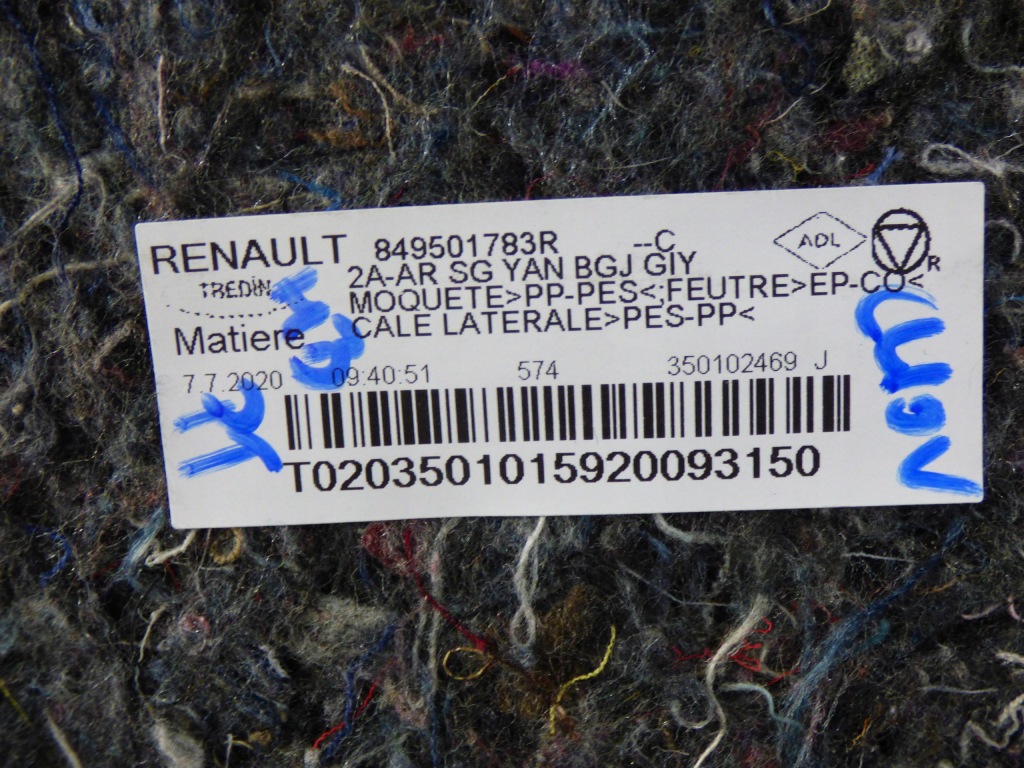 RENAULT 849501783R --C ADL
TREDIN 2A-AR SG YAN BGJ GIY R
MOQUETE>PP-PES<;FEUTRE>EP-CO<
Matiere CALE LATERALE>PES-PP<
7.7.2020 09:40:51 574 350102469 J
T0203501015920093150